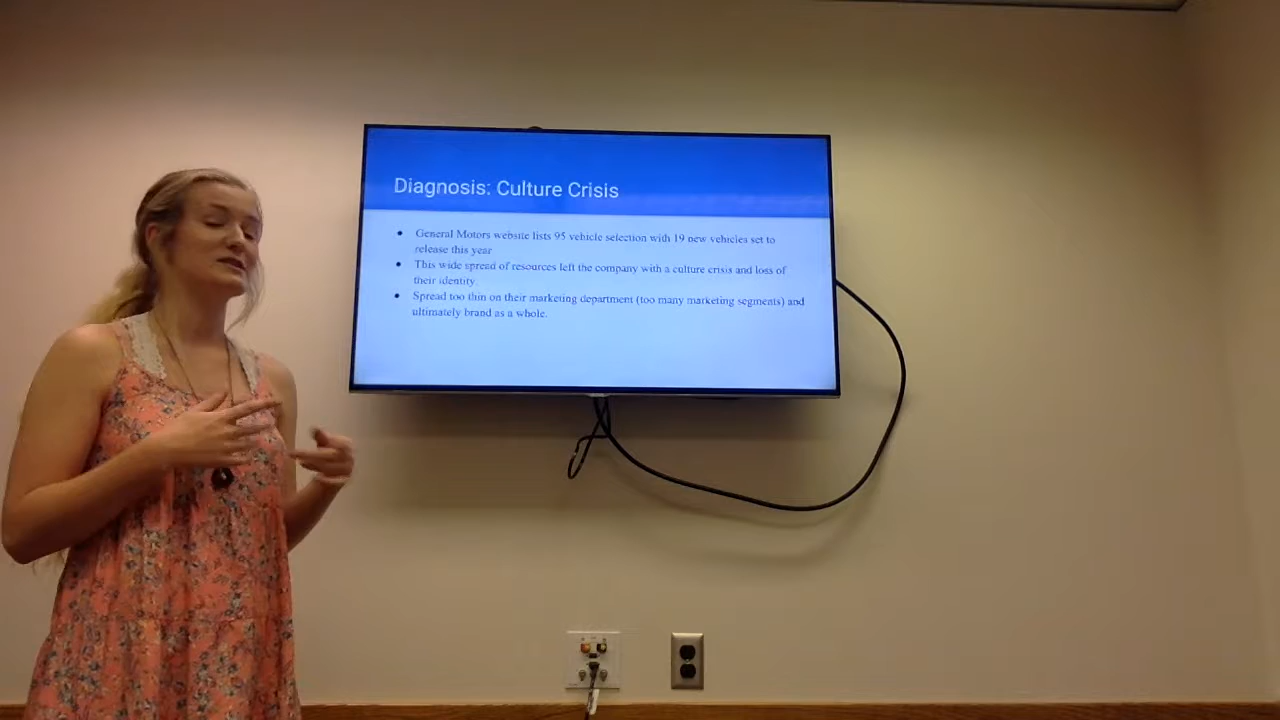 Diagnosis: Culture Crisis
● General Motors website lists 95 vehicle selection with 19 new vehicles set to
release this year
● This wide spread of resources left the company with a culture crisis and loss of
their identity.
● Spread too thin on their marketing department (too many marketing segments) and
ultimately brand as a whole.